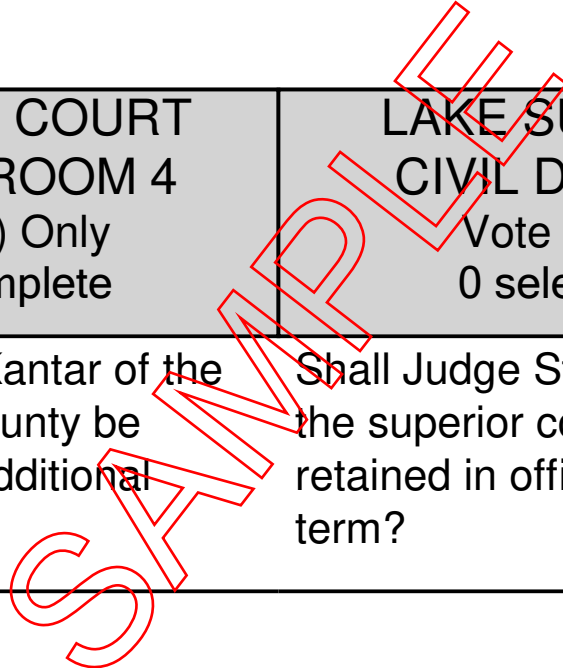 COURT
ROOM 4
) Only
mplete
Kantar of the
unty be
dditional
LAKE SU
CIVIL D
Vote
0 sele
Shall Judge St
the superior co
retained in offi
term?
SAMPLE